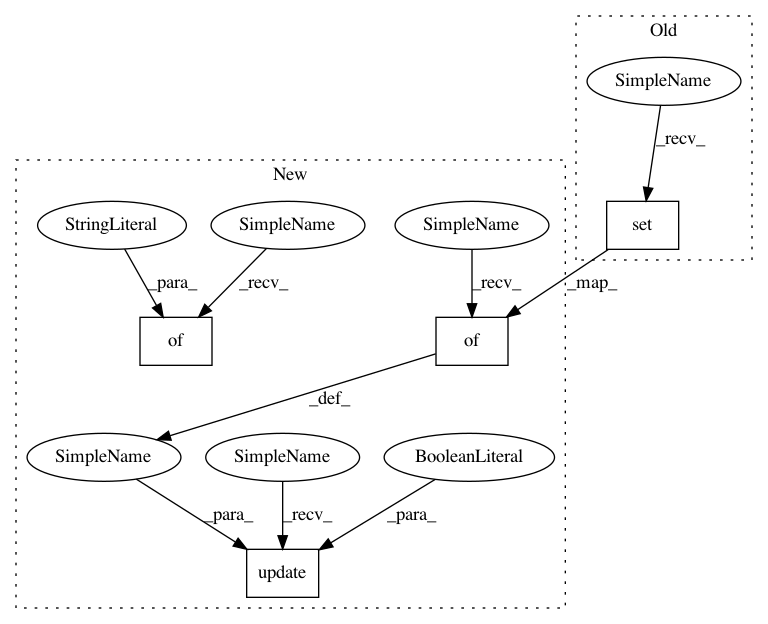 Old
SimpleName
_recv_
New
set
StringLiteral
SimpleName
SimpleName
_para_
_recv_
_recv_
_map_
of
of
_def_
SimpleName
SimpleName
BooleanLiteral
_para_
_recv_
_para_
update